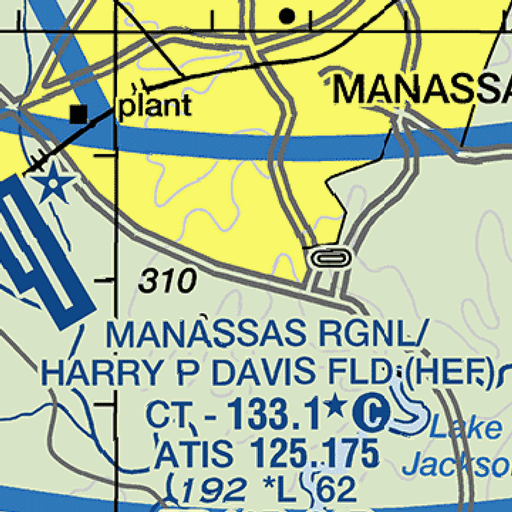 MANASSA
plant
310
MANASSAS RGNL/
HARRY P DAVIS FLD (HEF)
CT - 133.1* C
ATIS 125.175
192 *L 62
Lake
Jackso